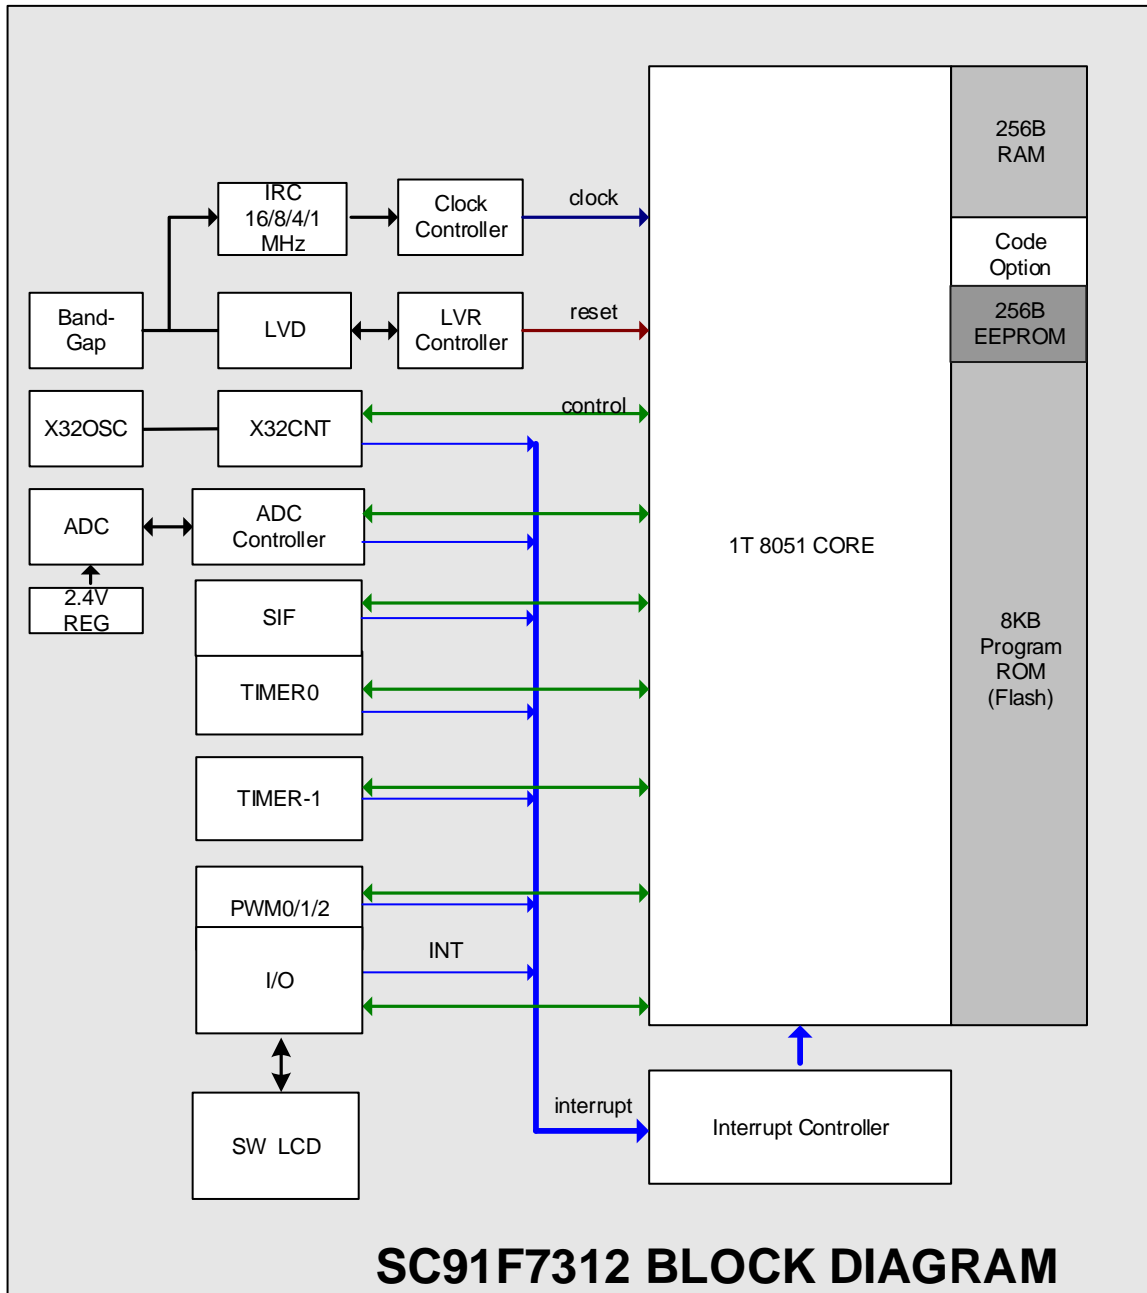 256B
RAM
IRC
16/8/4/1
MHz
Clock
Controller
clock
Code
Option
Band-
Gap
LVD
LVR
Controller
reset
256B
EEPROM
X32OSC
X32CNT
control
ADC
ADC
Controller
1T 8051 CORE
2.4V
REG
SIF
8KB
Program
ROM
(Flash)
TIMER0
TIMER-1
PWM0/1/2
INT
I/O
interrupt
Interrupt Controller
SW LCD
SC91F7312 BLOCK DIAGRAM